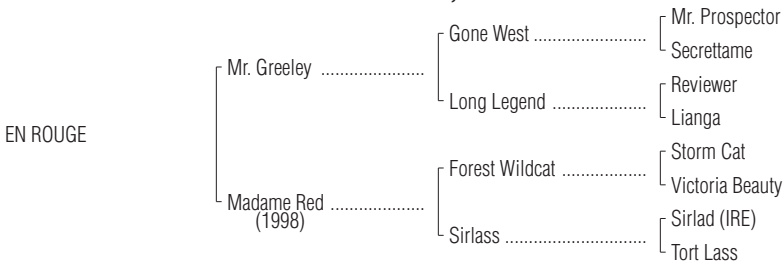 Mr. Prospector
Gone West ........................
Secrettame
Mr. Greeley ......................
Reviewer
Long Legend ....................
Lianga
EN ROUGE
Storm Cat
Forest Wildcat ..................
Victoria Beauty
Madame Red ....................
(1998)
Sirlad (IRE)
Sirlass ..............................
Tort Lass